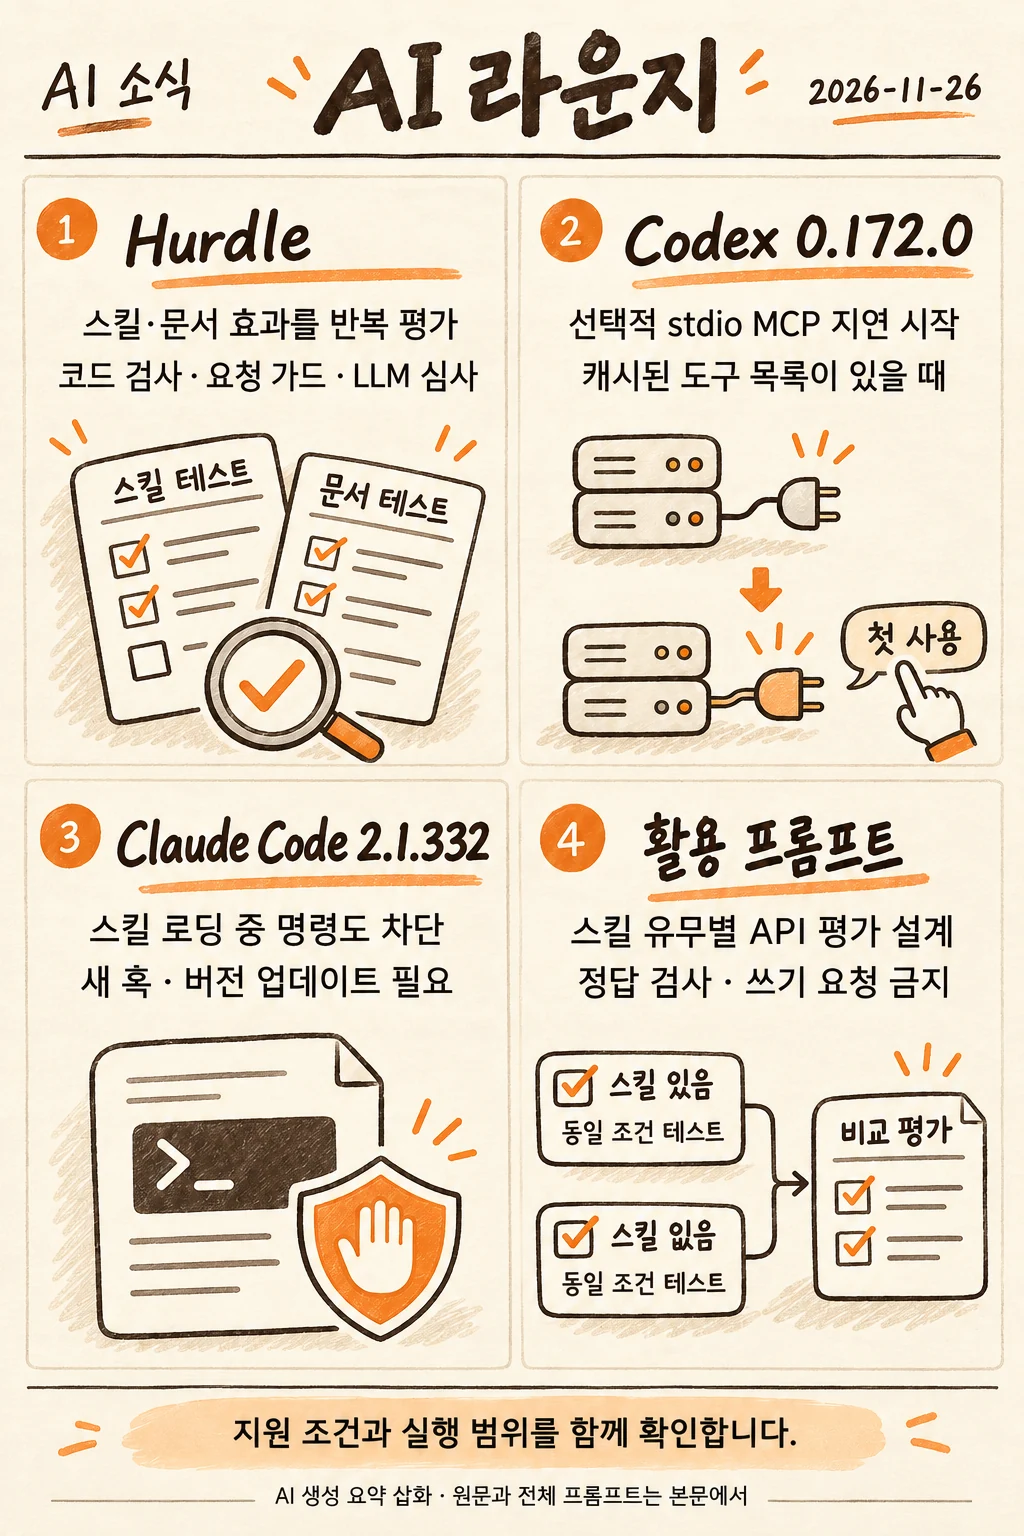 AI 소식
AI 라운지
2026-11-26
1
Hurdle
스킬·문서 효과를 반복 평가
코드 검사 · 요청 가드 · LLM 심사
스킬 테스트
문서 테스트
2
Codex 0.172.0
선택적 stdio MCP 지연 시작
캐시된 도구 목록이 있을 때
첫 사용
3
Claude Code 2.1.332
스킬 로딩 중 명령도 차단
새 훅 · 버전 업데이트 필요
>_
4
활용 프롬프트
스킬 유무별 API 평가 설계
정답 검사 · 쓰기 요청 금지
스킬 있음
동일 조건 테스트
스킬 없음
동일 조건 테스트
비교 평가
지원 조건과 실행 범위를 함께 확인합니다.
AI 생성 요약 삽화 · 원문과 전체 프롬프트는 본문에서